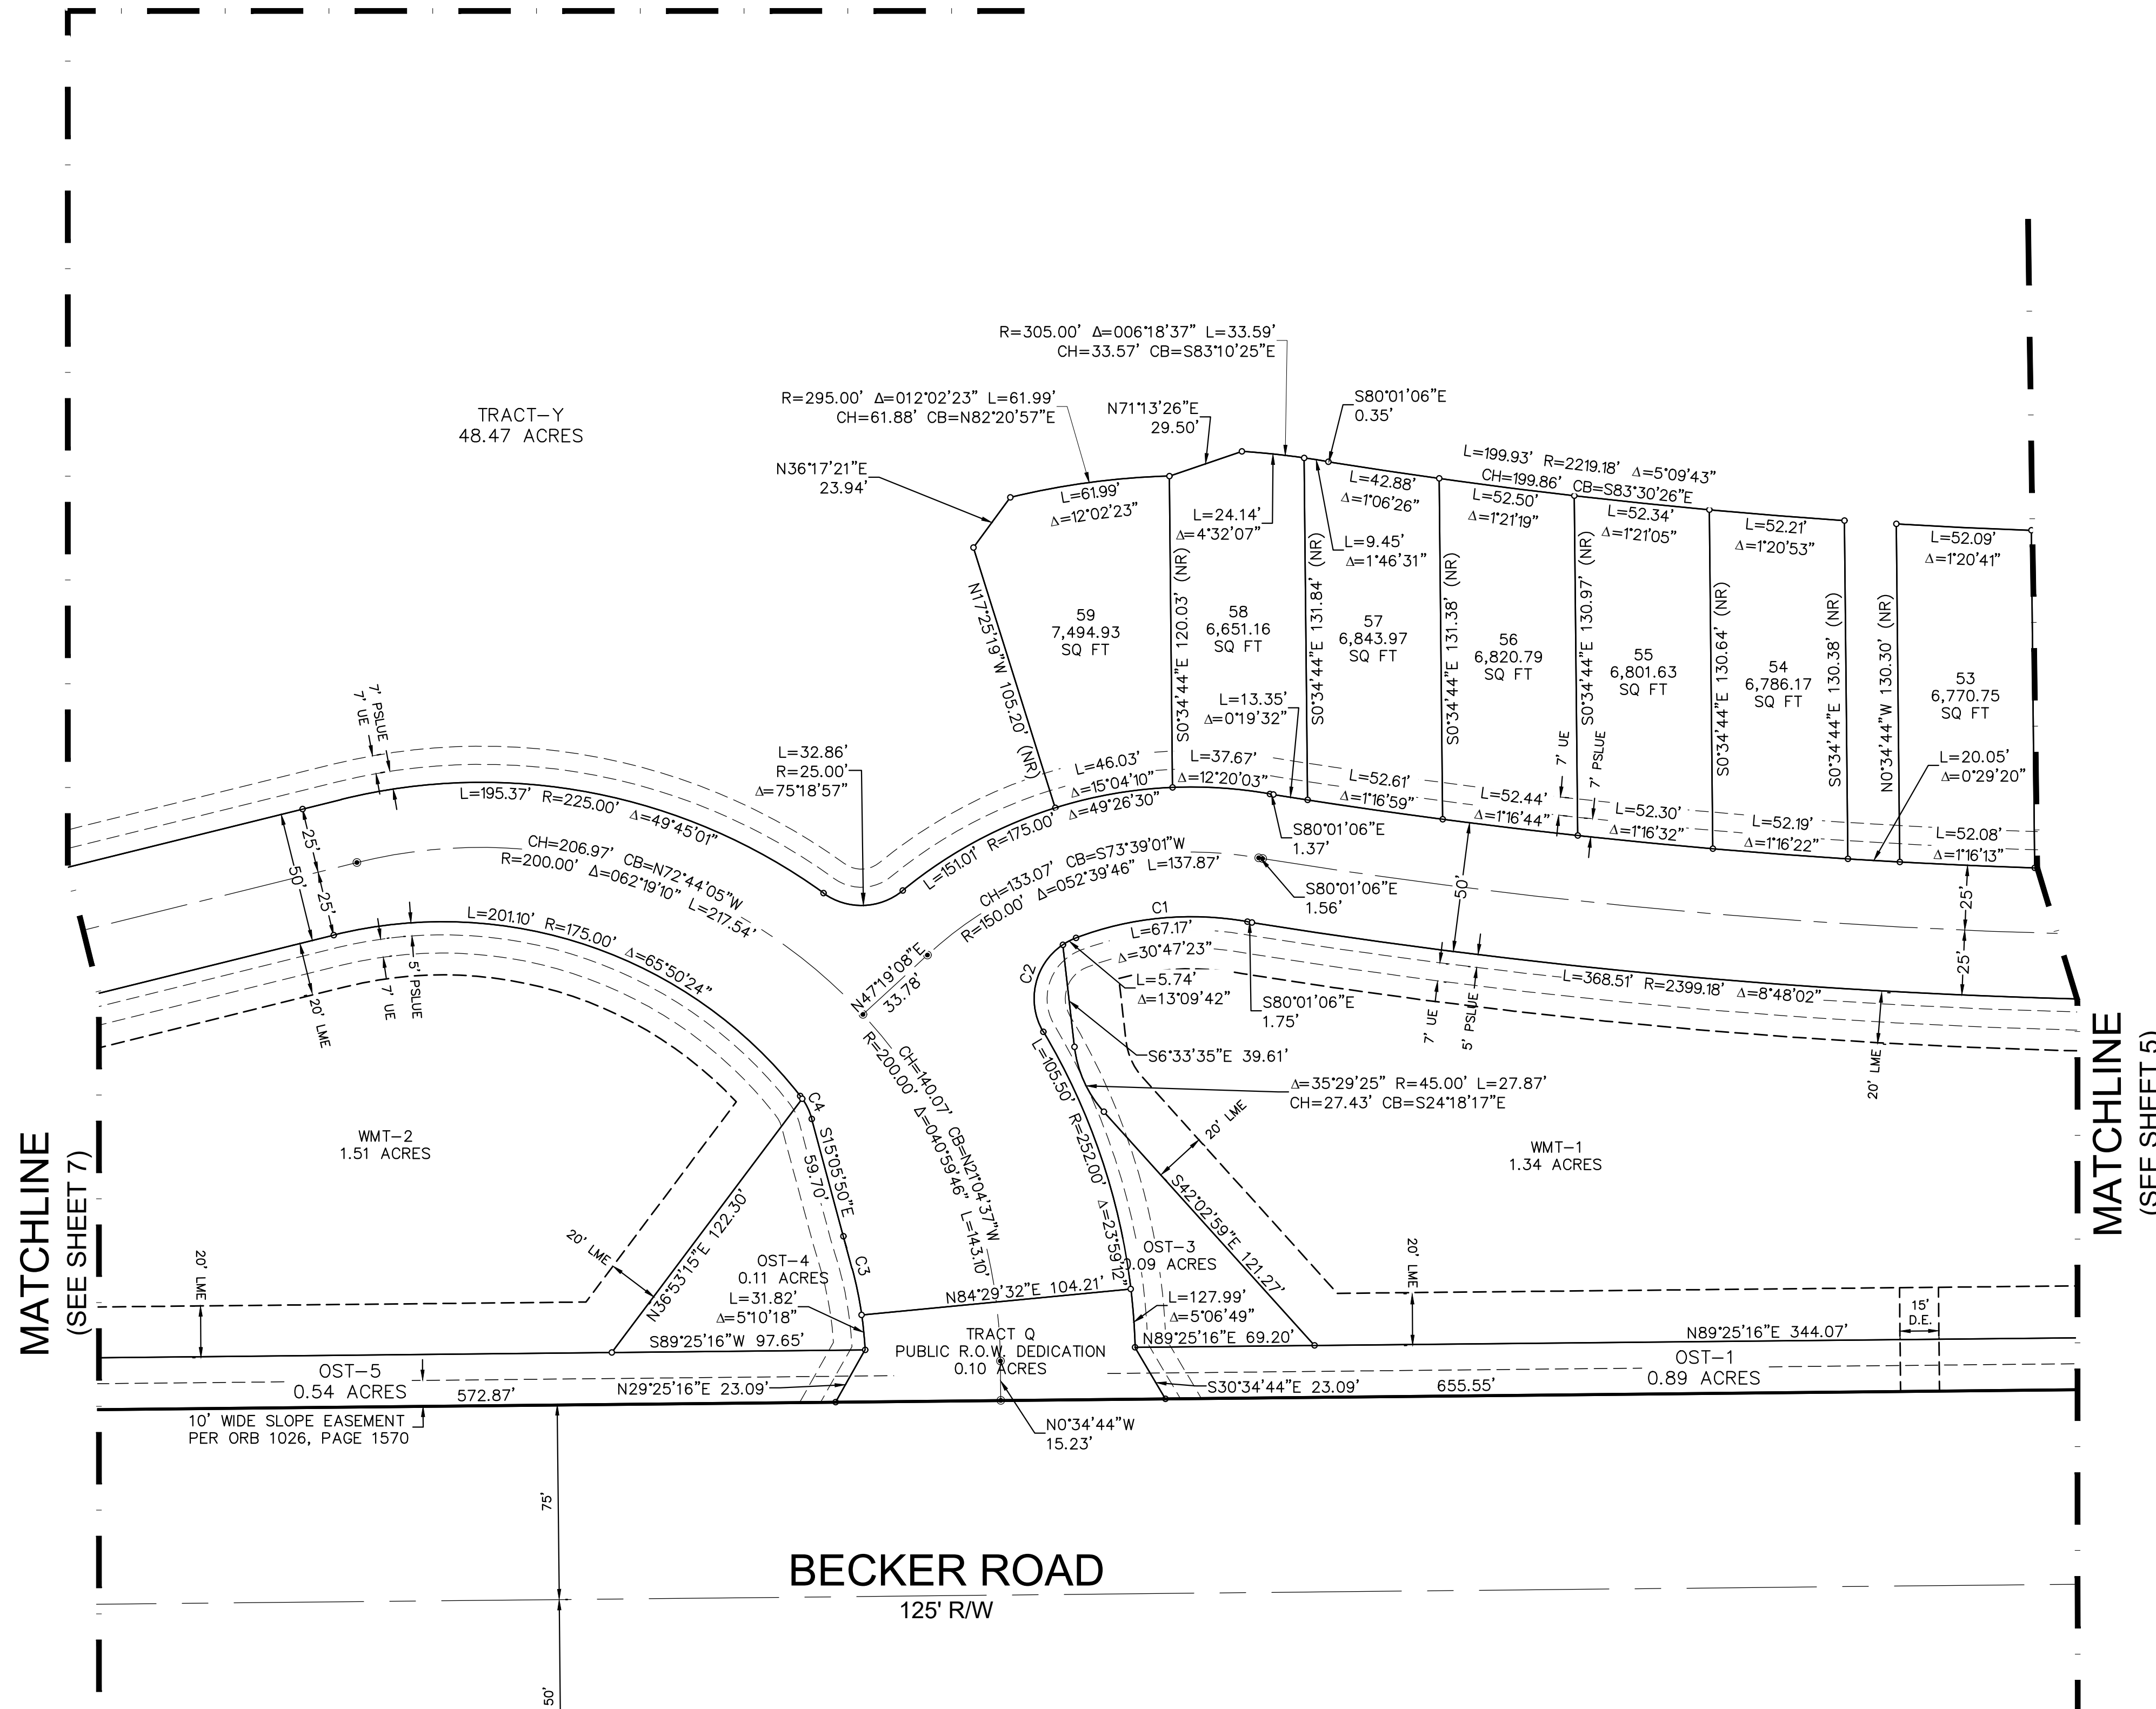 R=305.00' Δ=006°18'37" L=33.59'
CH=33.57' CB=S83°10'25"E
R=295.00' Δ=012°02'23" L=61.99'
CH=61.88' CB=N82°20'57"E
N71°13'26"E
29.50'
S80°01'06"E
0.35'
TRACT-Y
48.47 ACRES
N36°17'21"E
23.94'
L=199.93' R=2219.18' Δ=5°09'43"
CH=199.86' CB=S83°30'26"E
L=61.99'
Δ=12°02'23"
L=24.14'
Δ=4°32'07"
L=9.45'
Δ=1°46'31"
L=42.88'
Δ=1°06'26"
L=52.50'
Δ=1°21'19"
L=52.34'
Δ=1°21'05"
L=52.21'
Δ=1°20'53"
L=52.09'
Δ=1°20'41"
N17°25'19"W 105.20' (NR)
59
7,494.93
SQ FT
S0°34'44"E 120.03' (NR)
58
6,651.16
SQ FT
S0°34'44"E 131.84' (NR)
57
6,843.97
SQ FT
S0°34'44"E 131.38' (NR)
56
6,820.79
SQ FT
S0°34'44"E 130.97' (NR)
55
6,801.63
SQ FT
S0°34'44"E 130.64' (NR)
54
6,786.17
SQ FT
S0°34'44"E 130.38' (NR)
N0°34'44"W 130.30' (NR)
53
6,770.75
SQ FT
7' PSLUE
7' UE
L=32.86'
R=25.00'
Δ=75°18'57"
L=13.35'
Δ=0°19'32"
L=46.03'
Δ=15°04'10"
Δ=49°26'30"
L=37.67'
Δ=12°20'03"
L=52.61'
Δ=1°16'59"
L=52.44'
Δ=1°16'44"
7' UE
7' PSLUE
L=52.30'
Δ=1°16'32"
L=52.19'
Δ=1°16'22"
L=20.05'
Δ=0°29'20"
L=52.08'
Δ=1°16'13"
L=195.37' R=225.00' Δ=49°45'01"
L=151.01' R=175.00'
S80°01'06"E
1.37'
25'
50'
25'
CH=206.97' CB=N72°44'05"W
R=200.00' Δ=062°19'10" L=217.54'
CH=133.07' CB=S73°39'01"W
R=150.00' Δ=052°39'46" L=137.87'
S80°01'06"E
1.56'
50'
25'
25'
L=201.10' R=175.00' Δ=65°50'24"
5' PSLUE
7' UE
20' LME
N47°19'08"E
33.78'
C1
L=67.17'
Δ=30°47'23"
C2
L=5.74'
Δ=13°09'42"
S80°01'06"E
1.75'
L=368.51' R=2399.18' Δ=8°48'02"
7' UE
5' PSLUE
20' LME
S6°33'35"E 39.61'
Δ=35°29'25" R=45.00' L=27.87'
CH=27.43' CB=S24°18'17"E
CH=140.07' CB=N21°04'37"W
R=200.00' Δ=040°59'46" L=143.10'
L=105.50' R=252.00' Δ=23°59'12"
20' LME
WMT-2
1.51 ACRES
WMT-1
1.34 ACRES
C4
S15°05'50"E
59.70'
C3
S42°02'59"E 121.27'
N36°53'15"E 122.30'
20' LME
20' LME
20' LME
OST-4
0.11 ACRES
OST-3
0.09 ACRES
L=31.82'
Δ=5°10'18"
N84°29'32"E 104.21'
L=127.99'
Δ=5°06'49"
S89°25'16"W 97.65'
TRACT Q
PUBLIC R.O.W. DEDICATION
0.10 ACRES
N89°25'16"E 69.20'
15'
D.E.
N89°25'16"E 344.07'
OST-5
0.54 ACRES
572.87'
N29°25'16"E 23.09'
S30°34'44"E 23.09'
655.55'
OST-1
0.89 ACRES
10' WIDE SLOPE EASEMENT
PER ORB 1026, PAGE 1570
N0°34'44"W
15.23'
75'
BECKER ROAD
125' R/W
50'
MATCHLINE
(SEE SHEET 7)
MATCHLINE
(SEE SHEET 5)